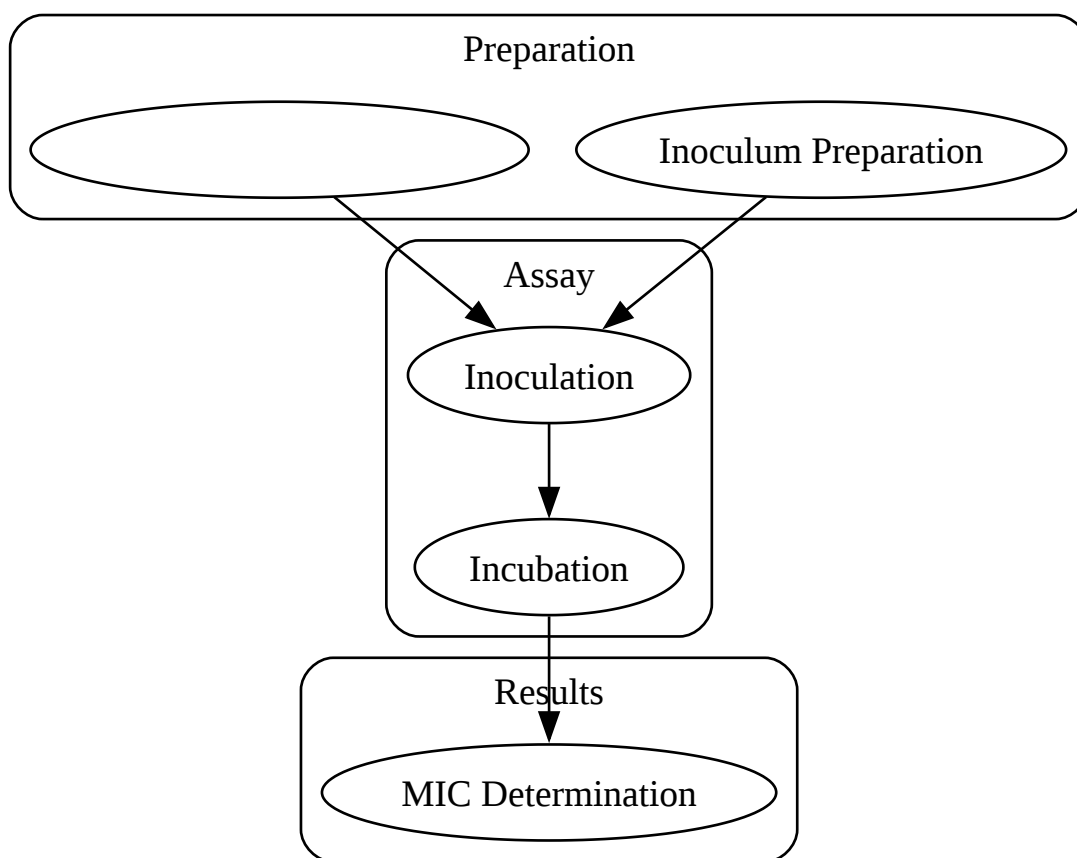 Preparation
Inoculum Preparation
Assay
Inoculation
Incubation
Results
MIC Determination